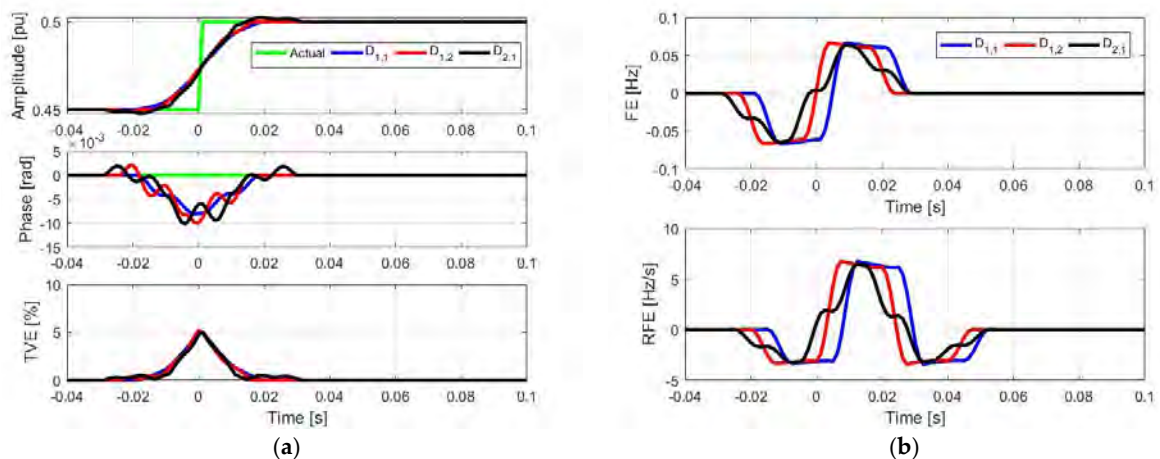 0.5
Amplitude [pu]
Actual D1,1 D1,2 D2,1
0.45
-0.04 -0.02 0 0.02 0.04 0.06 0.08 0.1
× 10^-3
5
0
-5
-10
-15
Phase [rad]
-0.04 -0.02 0 0.02 0.04 0.06 0.08 0.1
10
5
0
TVE [%]
-0.04 -0.02 0 0.02 0.04 0.06 0.08 0.1
Time [s]
(a)
0.1
0.05
0
-0.05
-0.1
FE [Hz]
D1,1 D1,2 D2,1
-0.04 -0.02 0 0.02 0.04 0.06 0.08 0.1
Time [s]
10
5
0
-5
RFE [Hz/s]
-0.04 -0.02 0 0.02 0.04 0.06 0.08 0.1
Time [s]
(b)